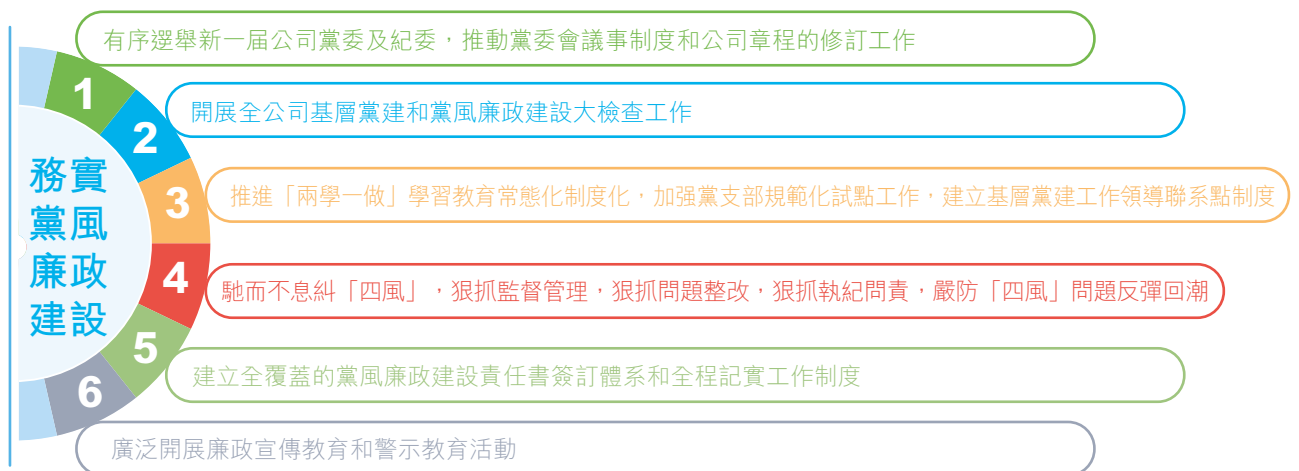 務實
黨風
廉政
建設
1
有序選舉新一屆公司黨委及紀委，推動黨委會議事制度和公司章程的修訂工作
2
開展全公司基層黨建和黨風廉政建設大檢查工作
3
推進「兩學一做」學習教育常態化制度化，加强黨支部規範化試點工作，建立基層黨建工作領導聯系點制度
4
馳而不息糾「四風」，狠抓監督管理，狠抓問題整改，狠抓執紀問責，嚴防「四風」問題反彈回潮
5
建立全覆蓋的黨風廉政建設責任書簽訂體系和全程記實工作制度
6
廣泛開展廉政宣傳教育和警示教育活動